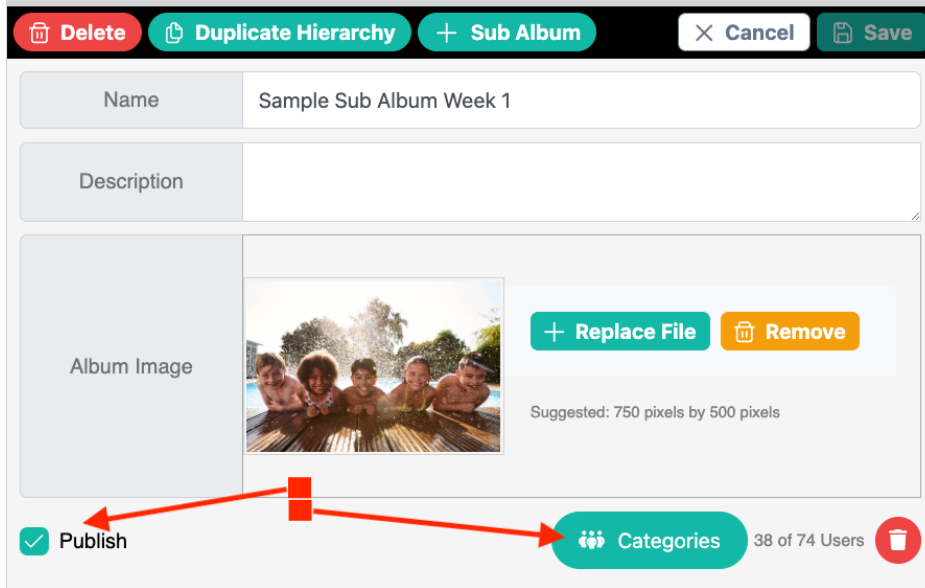 Delete Duplicate Hierarchy Sub Album Cancel Save
Name Sample Sub Album Week 1
Description
Album Image
Replace File Remove
Suggested: 750 pixels by 500 pixels
Publish Categories 38 of 74 Users